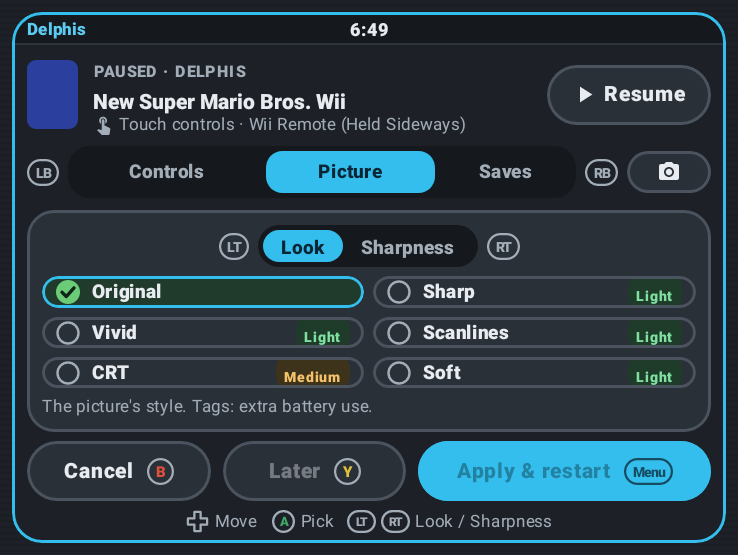 Delphis 6:49
PAUSED · DELPHIS
New Super Mario Bros. Wii
Touch controls · Wii Remote (Held Sideways)
Resume
LB Controls Picture Saves RB
LT Look Sharpness RT
Original
Sharp Light
Vivid Light
Scanlines Light
CRT Medium
Soft Light
The picture's style. Tags: extra battery use.
Cancel B Later Y Apply & restart Menu
Move A Pick LT RT Look / Sharpness